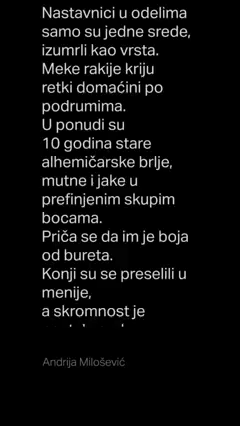 Nastavnici u odelima
samo su jedne srede,
izumrli kao vrsta.
Meke rakije kriju
retki domaćini po
podrumima.
U ponudi su
10 godina stare
alhemičarske brlje,
mutne i jake u
prefinjenim skupim
bocama.
Priča se da im je boja
od bureta.
Konji su se preselili u
menije,
a skromnost je
Andrija Milošević